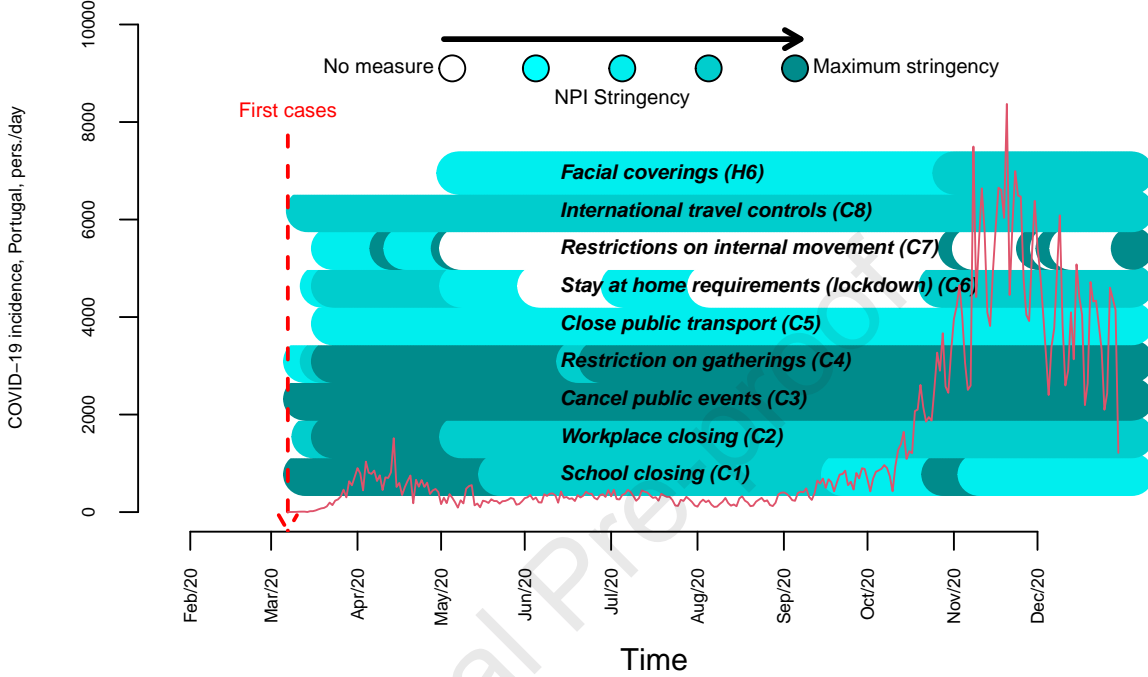 No measure
Maximum stringency
NPI Stringency
First cases
COVID−19 incidence, Portugal, pers./day
10000
8000
6000
4000
2000
0
Facial coverings (H6)
International travel controls (C8)
Restrictions on internal movement (C7)
Stay at home requirements (lockdown) (C6)
Close public transport (C5)
Restriction on gatherings (C4)
Cancel public events (C3)
Workplace closing (C2)
School closing (C1)
Feb/20
Mar/20
Apr/20
May/20
Jun/20
Jul/20
Aug/20
Sep/20
Oct/20
Nov/20
Dec/20
Time
al Pre-proof